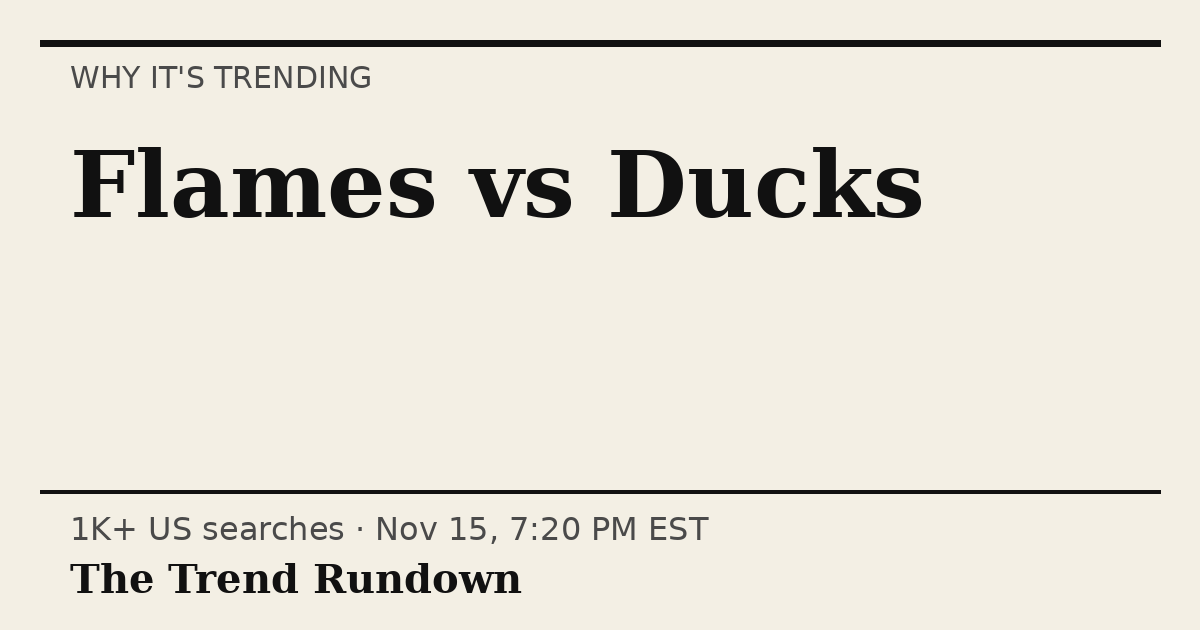 WHY IT'S TRENDING
Flames vs Ducks
1K+ US searches · Nov 15, 7:20 PM EST
The Trend Rundown